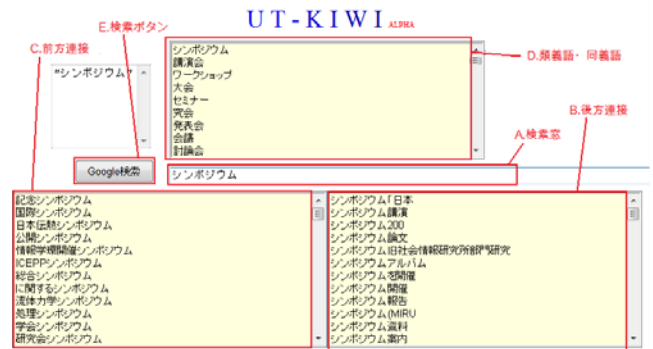 UT-KIWI ALPHA
E.検索ボタン
C.前方連接
D.類義語・同義語
B.後方連接
A.検索窓
"シンポジウム"
シンポジウム
講演会
ワークショップ
大会
セミナー
究会
発表会
会議
討論会
Google検索
シンポジウム
記念シンポジウム
国際シンポジウム
日本伝熱シンポジウム
公開シンポジウム
情報学環開催シンポジウム
ICEPPシンポジウム
総合シンポジウム
に関するシンポジウム
流体力学シンポジウム
処理シンポジウム
学会シンポジウム
研究会シンポジウム
シンポジウム「日本
シンポジウム講演
シンポジウム200
シンポジウム論文
シンポジウム旧社会情報研究所部門研究
シンポジウムアルバム
シンポジウムを開催
シンポジウム開催
シンポジウム報告
シンポジウム(MIRU
シンポジウム資料
シンポジウム案内